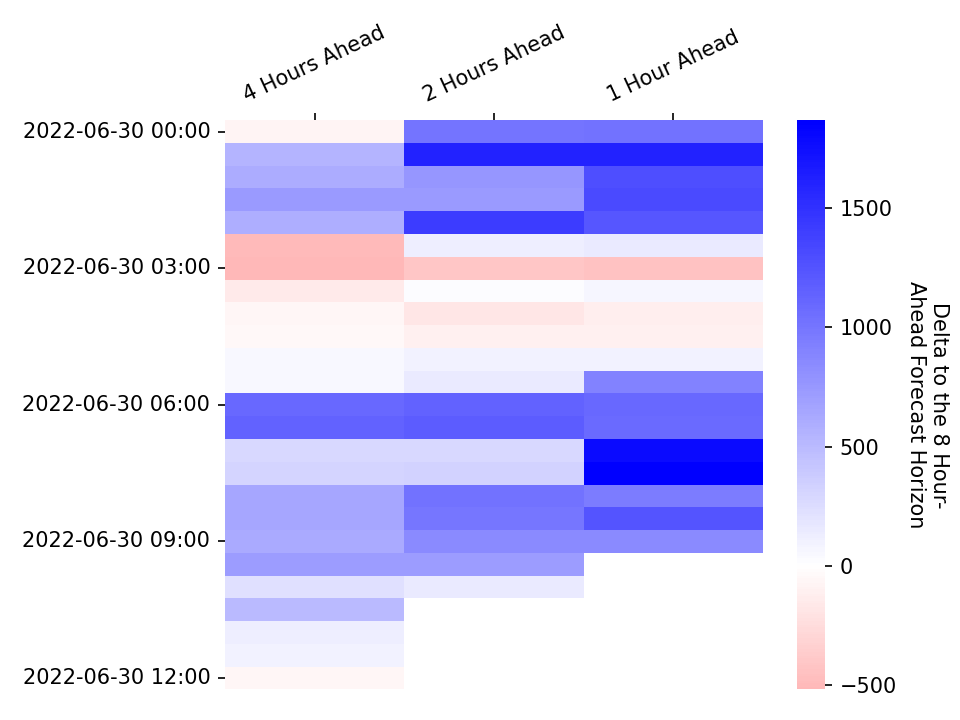 4 Hours Ahead
2 Hours Ahead
1 Hour Ahead
2022-06-30 00:00
2022-06-30 03:00
2022-06-30 06:00
2022-06-30 09:00
2022-06-30 12:00
1500
1000
500
0
−500
Delta to the 8 Hour-
Ahead Forecast Horizon